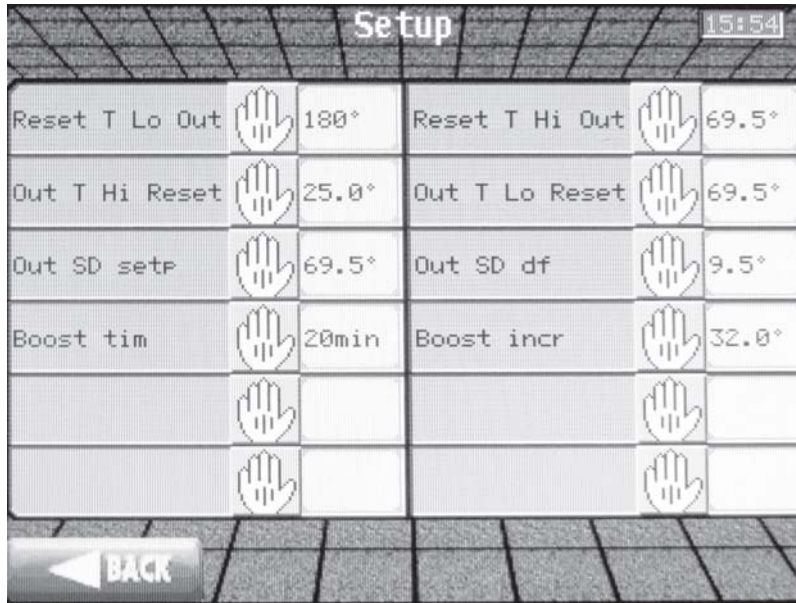 Setup
15:54
Reset T Lo Out 180° Reset T Hi Out 69.5°
Out T Hi Reset 25.0° Out T Lo Reset 69.5°
Out SD setp 69.5° Out SD df 9.5°
Boost tim 20min Boost incr 32.0°
BACK